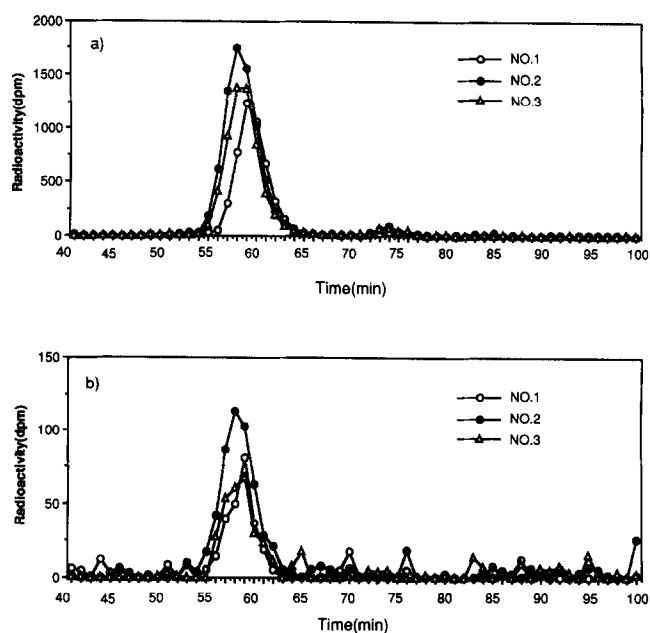 a)
Radioactivity(dpm)
2000
1500
1000
500
0
NO.1
NO.2
NO.3
40 45 50 55 60 65 70 75 80 85 90 95 100
Time(min)
b)
Radioactivity(dpm)
150
100
50
0
NO.1
NO.2
NO.3
40 45 50 55 60 65 70 75 80 85 90 95 100
Time(min)